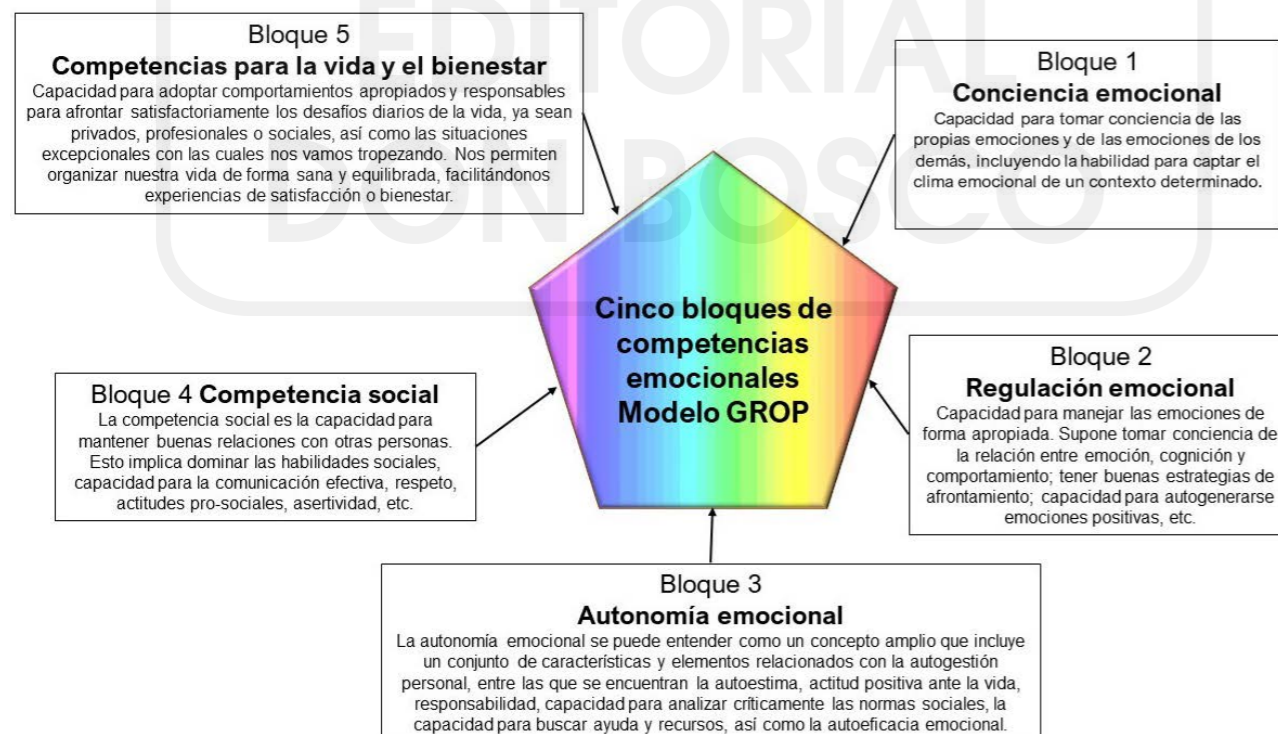 EDITORIAL
DON BOSCO
Bloque 5
Competencias para la vida y el bienestar
Capacidad para adoptar comportamientos apropiados y responsables
para afrontar satisfactoriamente los desafíos diarios de la vida, ya sean
privados, profesionales o sociales, así como las situaciones
excepcionales con las cuales nos vamos tropezando. Nos permiten
organizar nuestra vida de forma sana y equilibrada, facilitándonos
experiencias de satisfacción o bienestar.
Bloque 1
Conciencia emocional
Capacidad para tomar conciencia de las
propias emociones y de las emociones de los
demás, incluyendo la habilidad para captar el
clima emocional de un contexto determinado.
Cinco bloques de
competencias
emocionales
Modelo GROP
Bloque 2
Regulación emocional
Capacidad para manejar las emociones de
forma apropiada. Supone tomar conciencia de
la relación entre emoción, cognición y
comportamiento; tener buenas estrategias de
afrontamiento; capacidad para autogenerarse
emociones positivas, etc.
Bloque 4 Competencia social
La competencia social es la capacidad para
mantener buenas relaciones con otras personas.
Esto implica dominar las habilidades sociales,
capacidad para la comunicación efectiva, respeto,
actitudes pro-sociales, asertividad, etc.
Bloque 3
Autonomía emocional
La autonomía emocional se puede entender como un concepto amplio que incluye
un conjunto de características y elementos relacionados con la autogestión
personal, entre las que se encuentran la autoestima, actitud positiva ante la vida,
responsabilidad, capacidad para analizar críticamente las normas sociales, la
capacidad para buscar ayuda y recursos, así como la autoeficacia emocional.